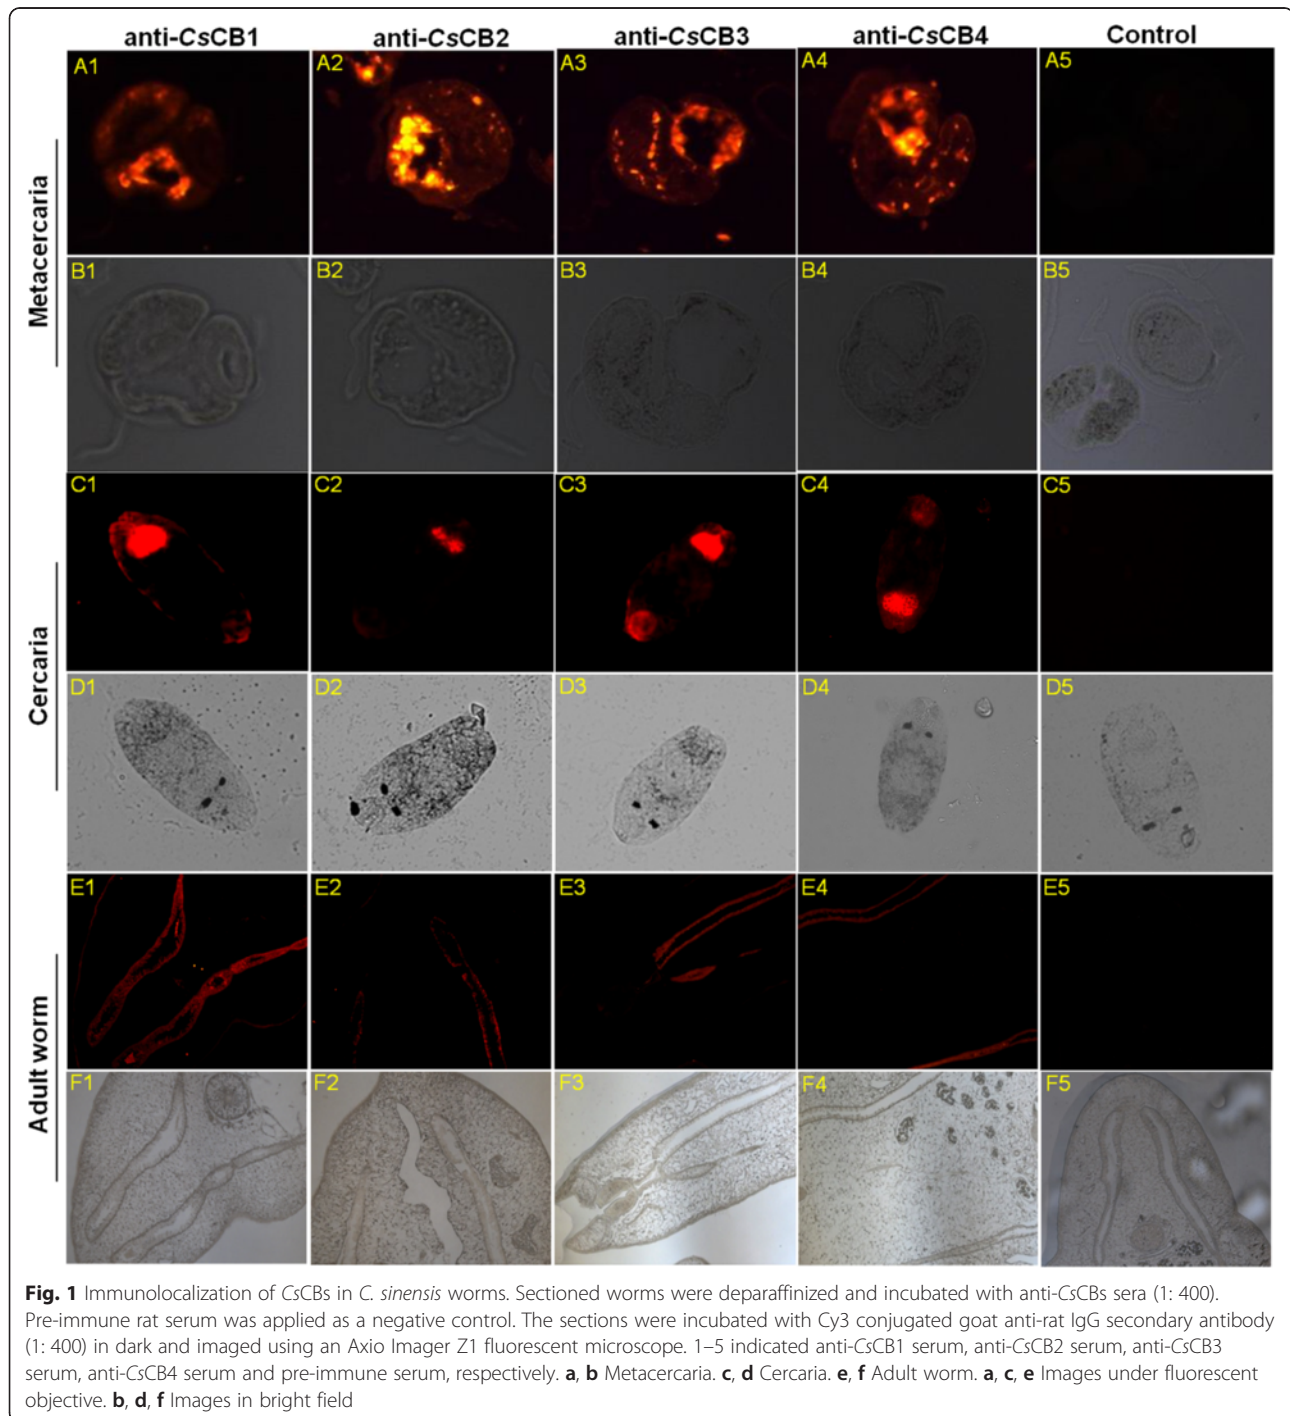 anti-CsCB1 anti-CsCB2 anti-CsCB3 anti-CsCB4 Control
Metacercaria
A1 A2 A3 A4 A5
B1 B2 B3 B4 B5
Cercaria
C1 C2 C3 C4 C5
D1 D2 D3 D4 D5
Adult worm
E1 E2 E3 E4 E5
F1 F2 F3 F4 F5
Fig. 1 Immunolocalization of CsCBs in C. sinensis worms. Sectioned worms were deparaffinized and incubated with anti-CsCBs sera (1: 400).
Pre-immune rat serum was applied as a negative control. The sections were incubated with Cy3 conjugated goat anti-rat IgG secondary antibody
(1: 400) in dark and imaged using an Axio Imager Z1 fluorescent microscope. 1–5 indicated anti-CsCB1 serum, anti-CsCB2 serum, anti-CsCB3
serum, anti-CsCB4 serum and pre-immune serum, respectively. a, b Metacercaria. c, d Cercaria. e, f Adult worm. a, c, e Images under fluorescent
objective. b, d, f Images in bright field